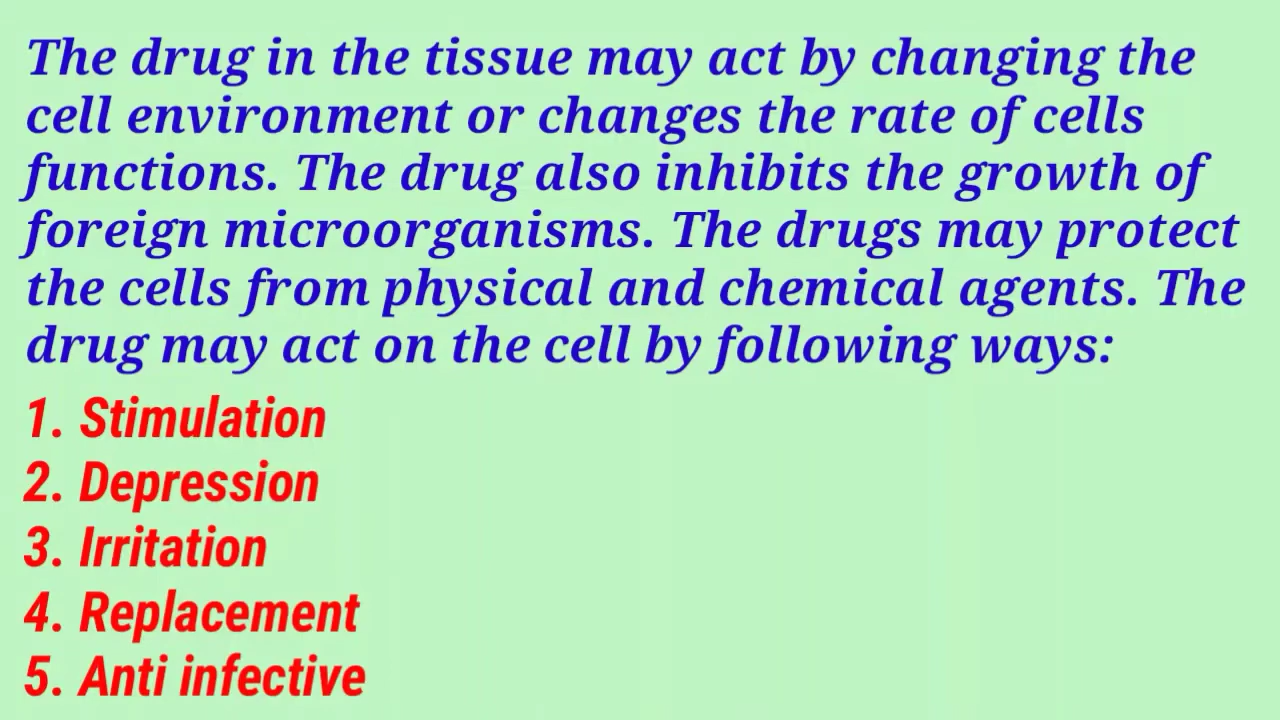 The drug in the tissue may act by changing the
cell environment or changes the rate of cells
functions. The drug also inhibits the growth of
foreign microorganisms. The drugs may protect
the cells from physical and chemical agents. The
drug may act on the cell by following ways:
1. Stimulation
2. Depression
3. Irritation
4. Replacement
5. Anti infective